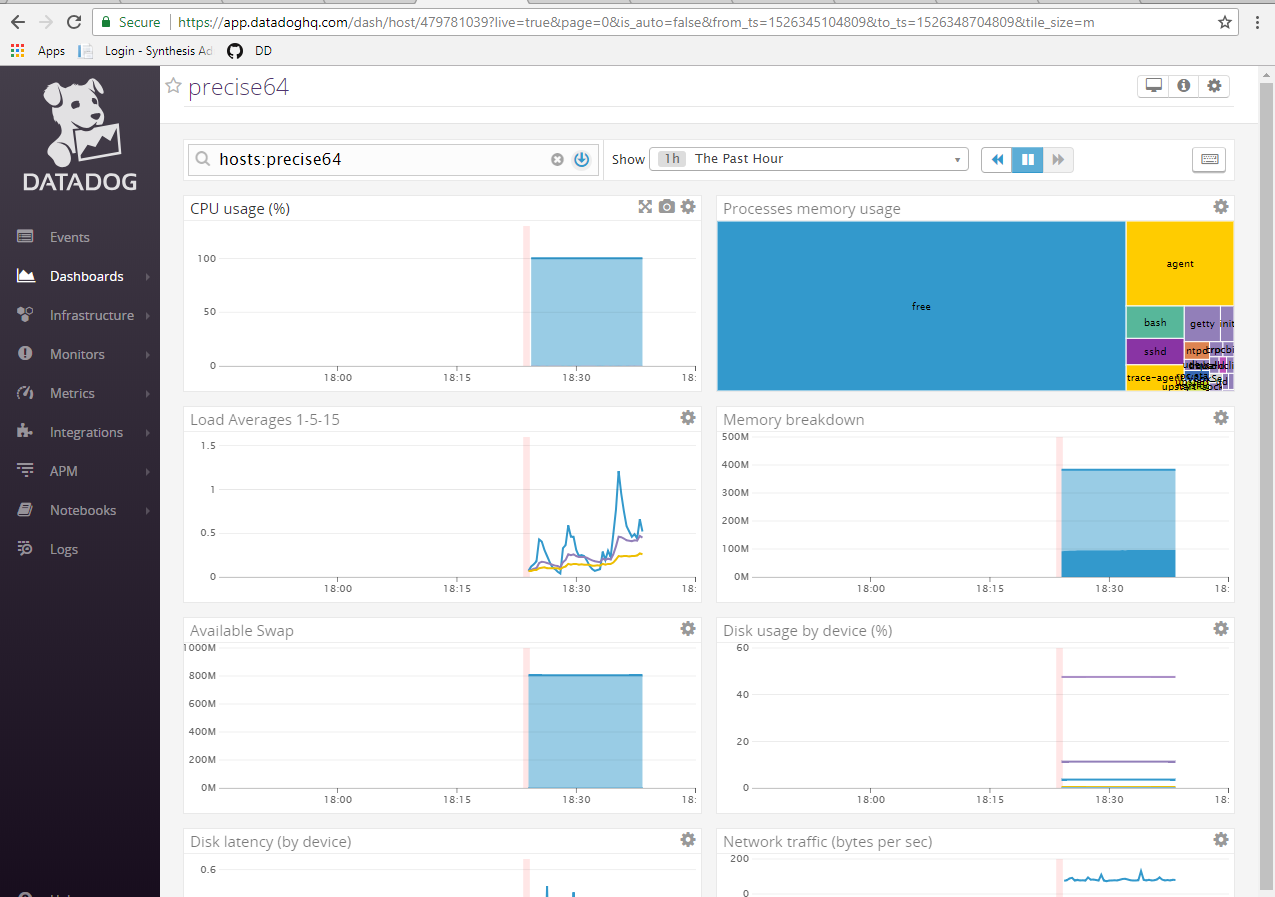 Secure
https://app.datadoghq.com/dash/host/479781039?live=true&page=0&is_auto=false&from_ts=1526345104809&to_ts=1526348704809&tile_size=m
Apps
Login - Synthesis Ad
DD
DATADOG
Events
Dashboards
Infrastructure
Monitors
Metrics
Integrations
APM
Notebooks
Logs
precise64
hosts:precise64
Show
1h The Past Hour
CPU usage (%)
100
50
0
18:00
18:15
18:30
18:
Processes memory usage
free
agent
bash
getty
init
sshd
ntpd
trace-agent
Load Averages 1-5-15
1.5
1
0.5
0
18:00
18:15
18:30
18:
Memory breakdown
500M
400M
300M
200M
100M
0M
18:00
18:15
18:30
18:
Available Swap
1000M
800M
600M
400M
200M
0M
18:00
18:15
18:30
18:
Disk usage by device (%)
60
40
20
0
18:00
18:15
18:30
18:
Disk latency (by device)
0.6
Network traffic (bytes per sec)
200
0